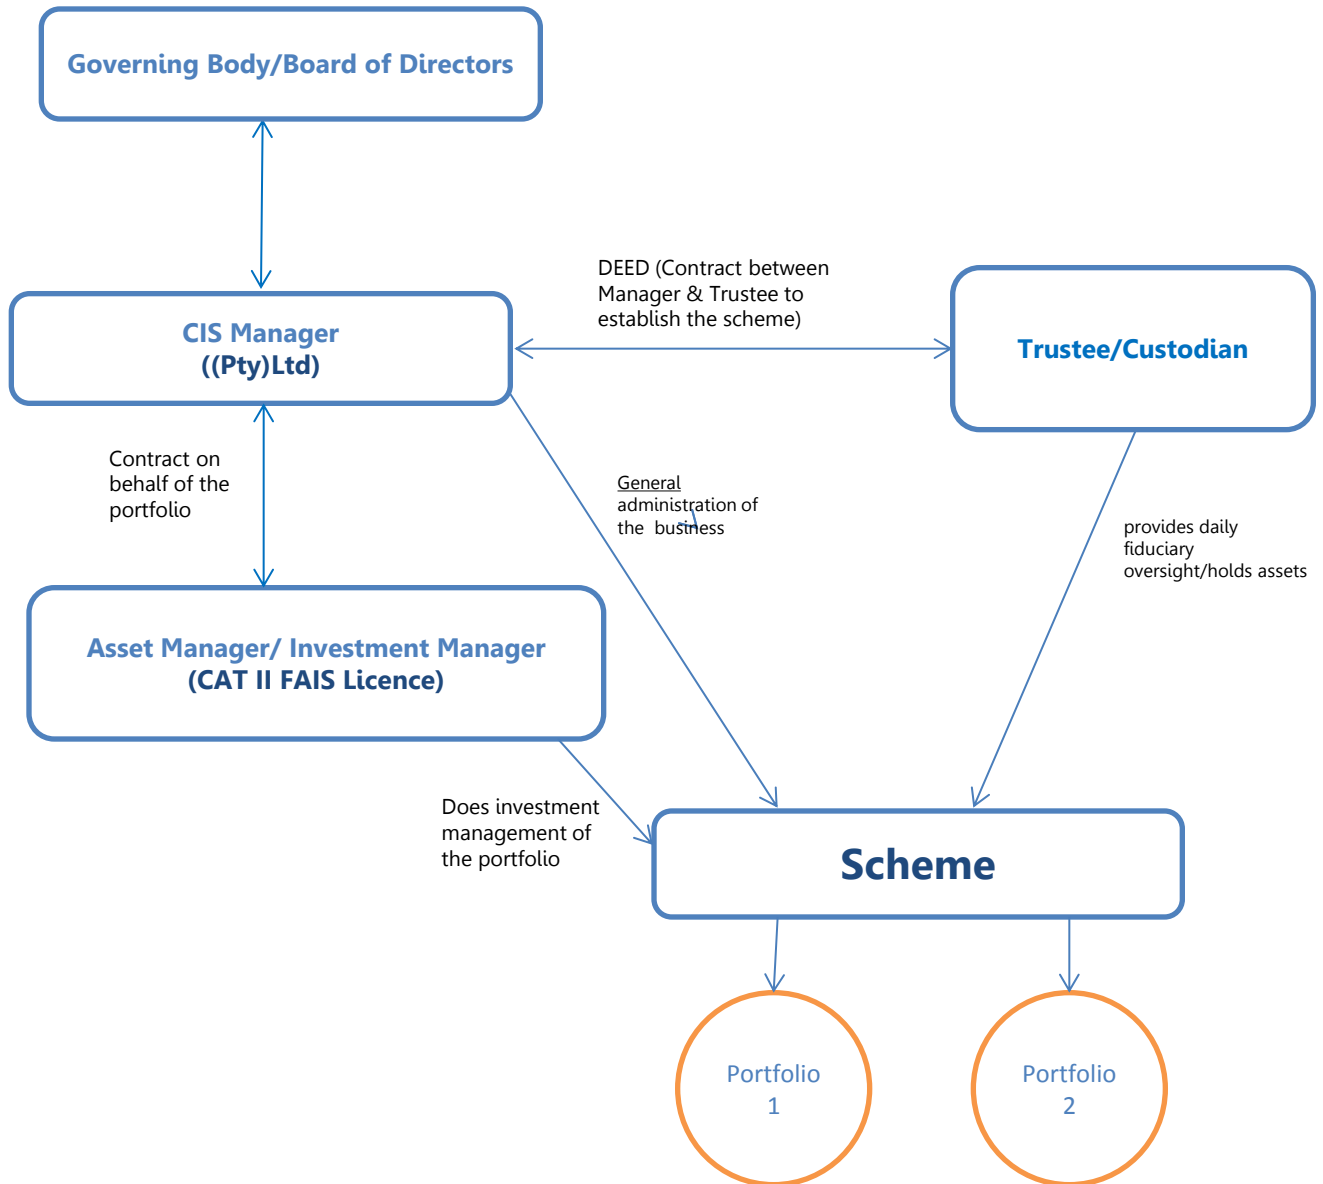 Governing Body/Board of Directors
DEED (Contract between
Manager & Trustee to
establish the scheme)
CIS Manager
((Pty)Ltd)
Trustee/Custodian
Contract on
behalf of the
portfolio
General
administration of
the business
provides daily
fiduciary
oversight/holds assets
Asset Manager/ Investment Manager
(CAT II FAIS Licence)
Does investment
management of
the portfolio
Scheme
Portfolio
1
Portfolio
2